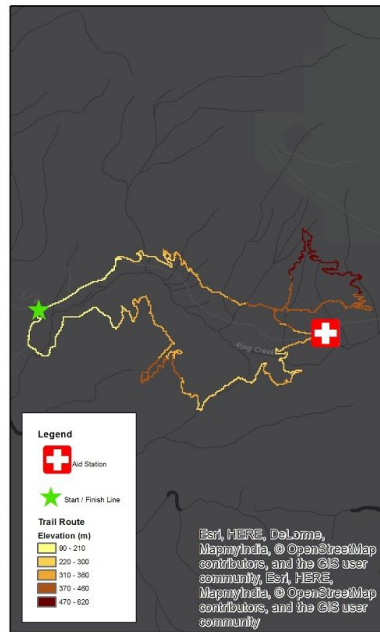 Ring Creek
Legend
Aid Station
Start / Finish Line
Trail Route
Elevation (m)
90 - 210
220 - 300
310 - 360
370 - 460
470 - 620
Esri, HERE, DeLorme,
MapmyIndia, © OpenStreetMap
contributors, and the GIS user
community, Esri, HERE,
MapmyIndia, © OpenStreetMap
contributors, and the GIS user
community